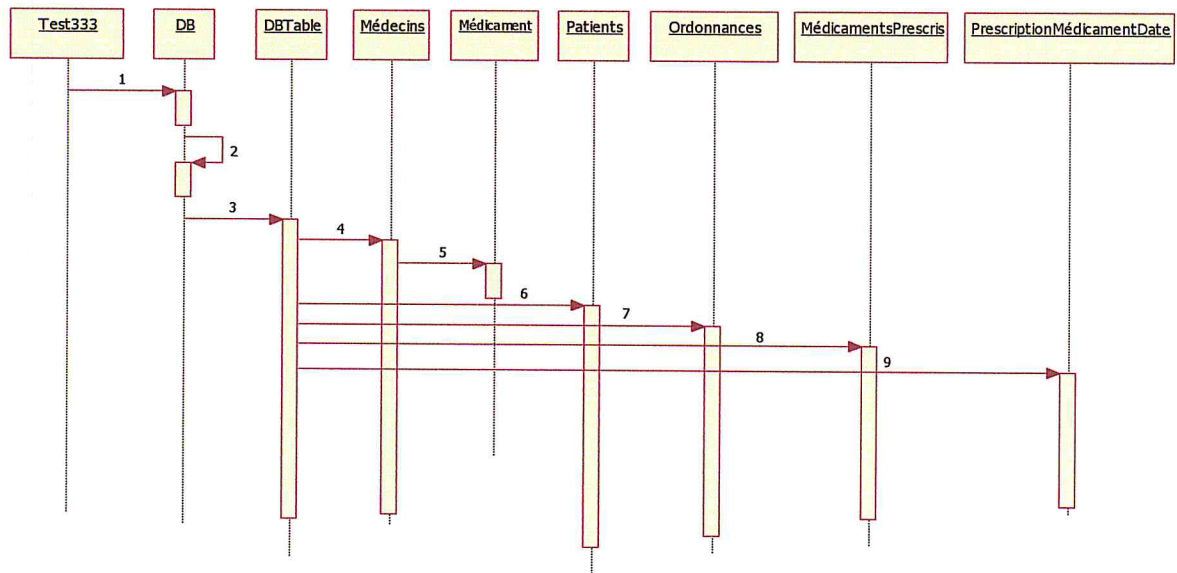 Test333
DB
DBTable
Médecins
Médicament
Patients
Ordonnances
MédicamentsPrescris
PrescriptionMédicamentDate
1
2
3
4
5
6
7
8
9